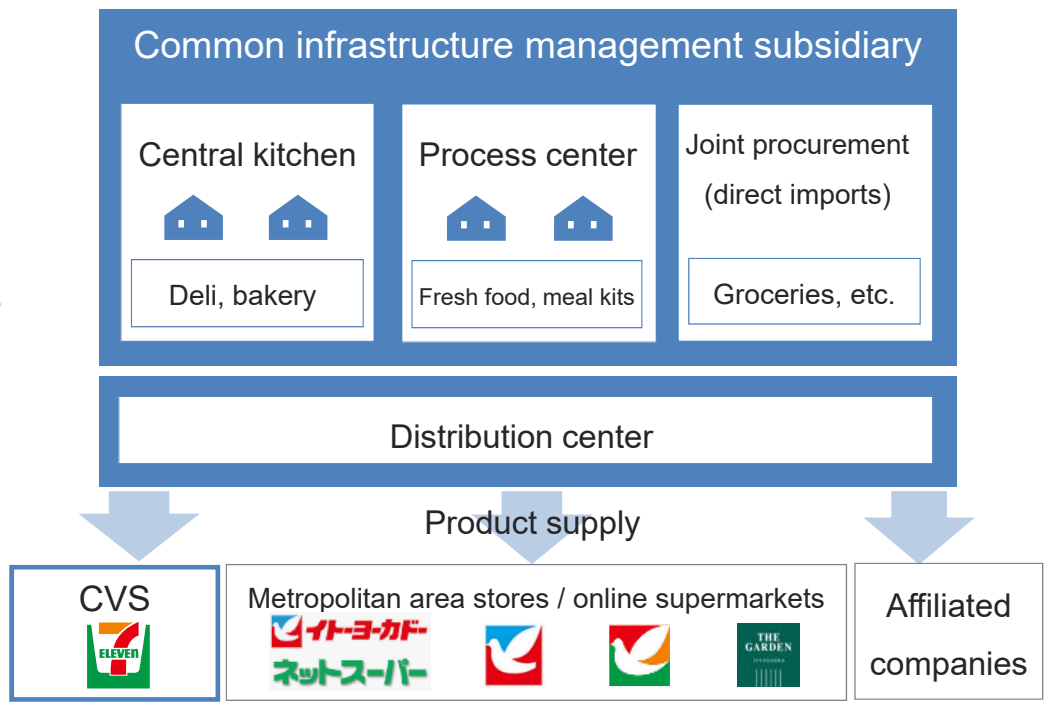 Common infrastructure management subsidiary
Central kitchen
Process center
Joint procurement
(direct imports)
Deli, bakery
Fresh food, meal kits
Groceries, etc.
Distribution center
Product supply
CVS
7
ELEVEn
Metropolitan area stores / online supermarkets
イトーヨーカドー
ネットスーパー
THE
GARDEN
Affiliated
companies